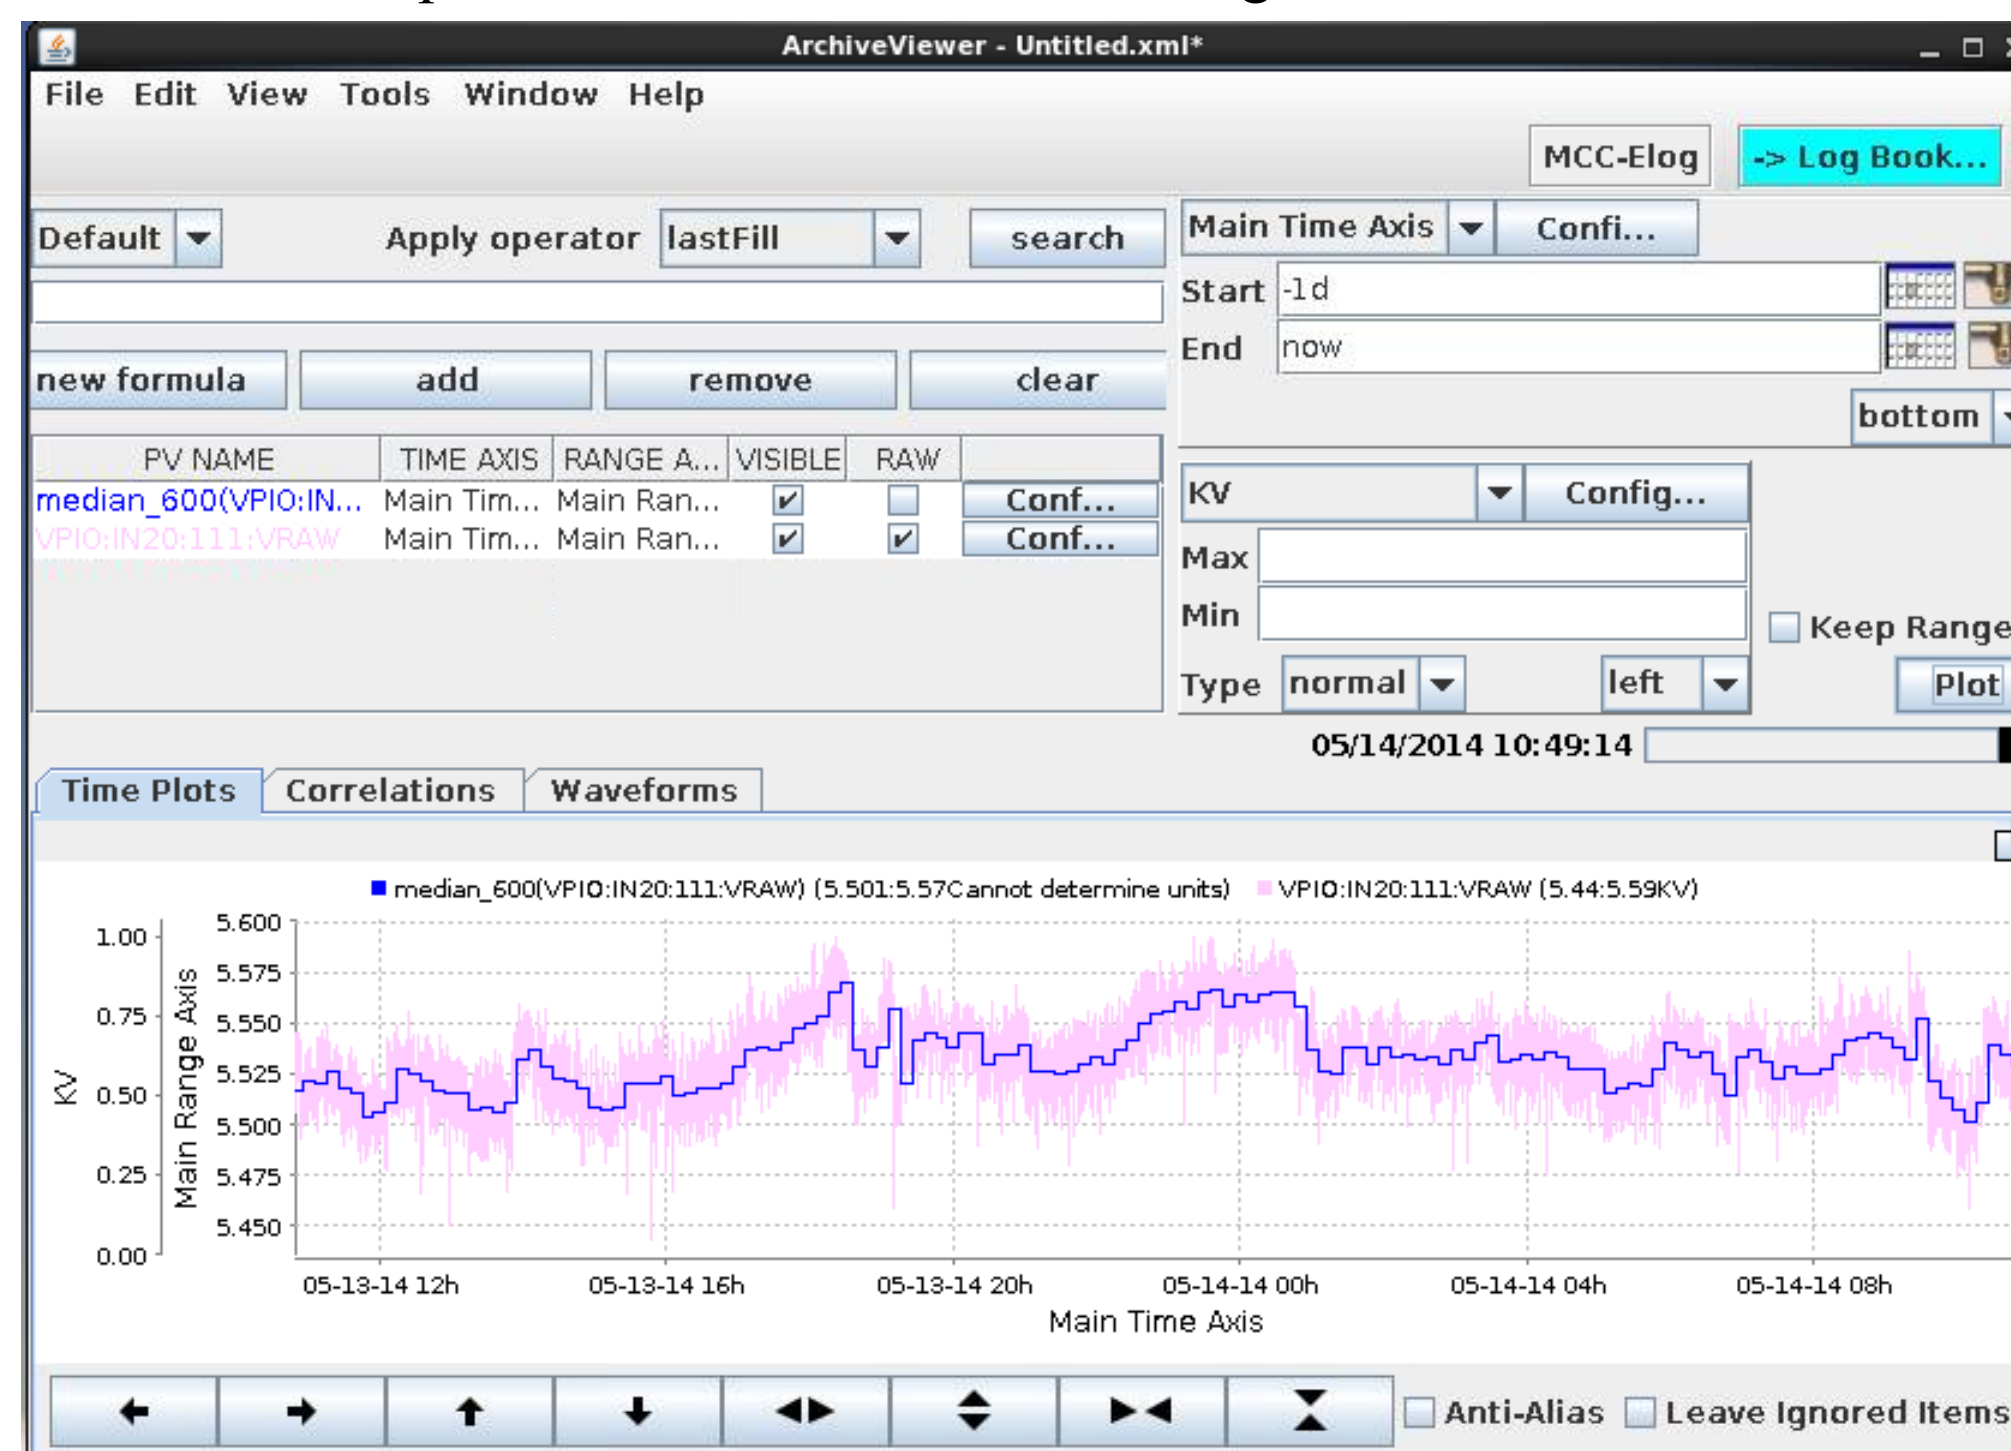 ArchiveViewer - Untitled.xml*
File Edit View Tools Window Help
MCC-Elog -> Log Book...
Default Apply operator lastFill search
Main Time Axis Confi...
Start -1d
End now
new formula add remove clear
bottom
PV NAME TIME AXIS RANGE A... VISIBLE RAW
median_600(VPIO:IN... Main Tim... Main Ran... Conf...
VPIO:IN20:111:VRAW Main Tim... Main Ran... Conf...
KV Config...
Max
Min
Keep Range
Type normal left Plot
05/14/2014 10:49:14
Time Plots Correlations Waveforms
median_600(VPIO:IN20:111:VRAW) (5.501:5.57Cannot determine units) VPIO:IN20:111:VRAW (5.44:5.59KV)
KV
1.00
0.75
0.50
0.25
0.00
Main Range Axis
5.600
5.575
5.550
5.525
5.500
5.475
5.450
05-13-14 12h 05-13-14 16h 05-13-14 20h 05-14-14 00h 05-14-14 04h 05-14-14 08h
Main Time Axis
Anti-Alias Leave Ignored Items